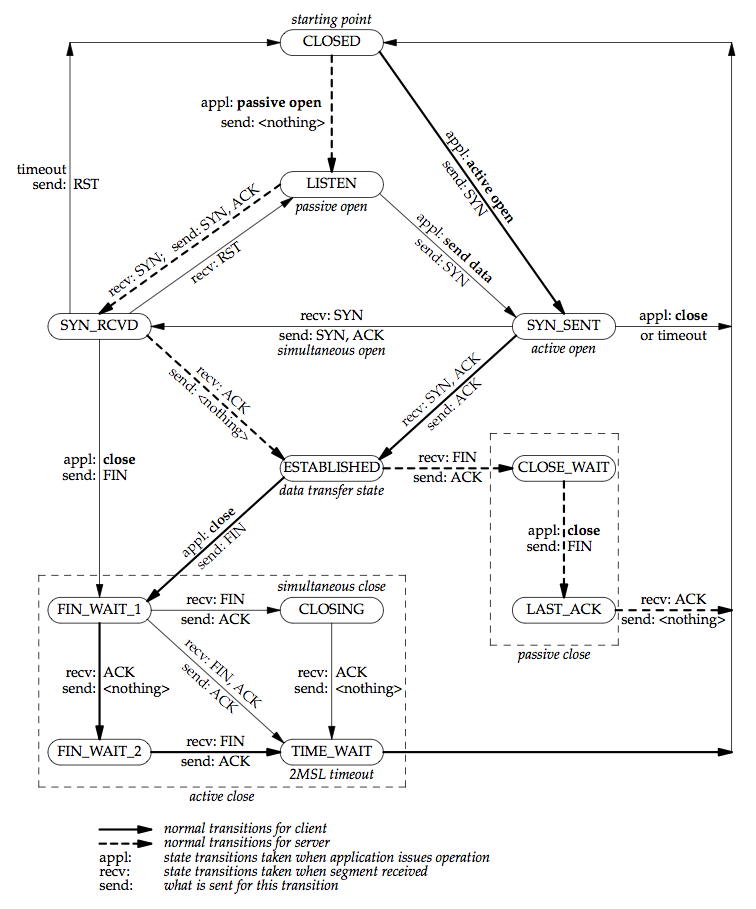 starting point
CLOSED
appl: passive open
send: <nothing>
appl: active open
send: SYN
timeout
send: RST
LISTEN
passive open
recv: SYN; send: SYN, ACK
recv: RST
appl: send data
send: SYN
SYN_RCVD
recv: SYN
send: SYN, ACK
simultaneous open
SYN_SENT
active open
appl: close
or timeout
recv: ACK
send: <nothing>
recv: SYN, ACK
send: ACK
appl: close
send: FIN
ESTABLISHED
data transfer state
recv: FIN
send: ACK
CLOSE_WAIT
appl: close
send: FIN
appl: close
send: FIN
simultaneous close
FIN_WAIT_1
recv: FIN
send: ACK
CLOSING
LAST_ACK
recv: ACK
send: <nothing>
passive close
recv: ACK
send: <nothing>
recv: FIN, ACK
send: ACK
recv: ACK
send: <nothing>
FIN_WAIT_2
recv: FIN
send: ACK
TIME_WAIT
2MSL timeout
active close
normal transitions for client
normal transitions for server
appl: state transitions taken when application issues operation
recv: state transitions taken when segment received
send: what is sent for this transition